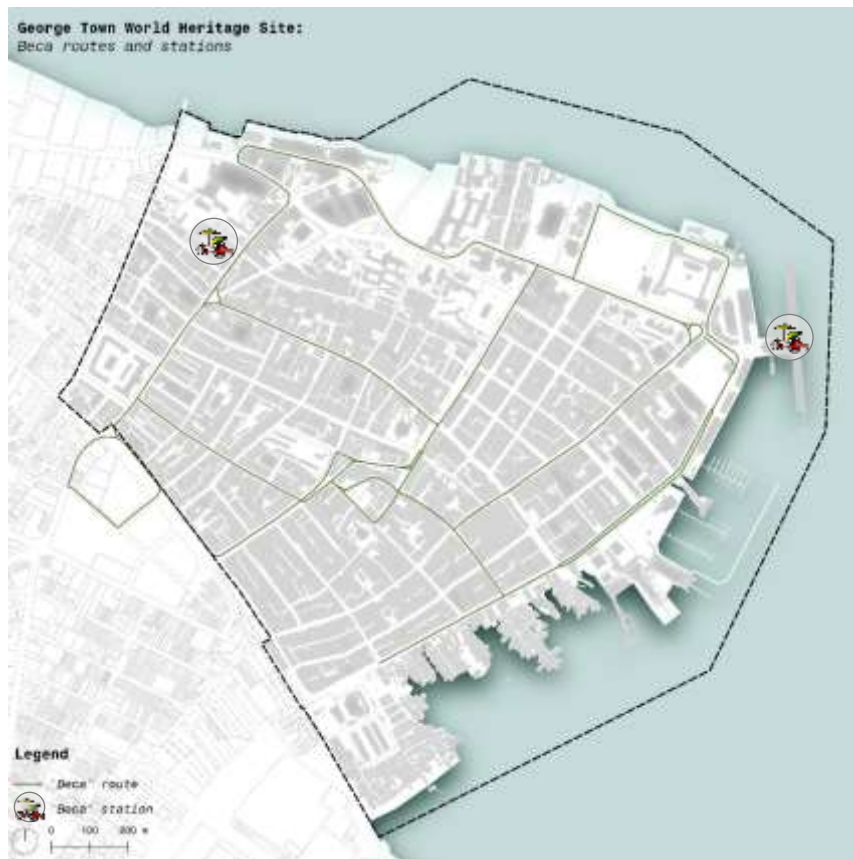 George Town World Heritage Site:
Beca routes and stations
Legend
"Beca" route
"Beca" station
0 100 200 m